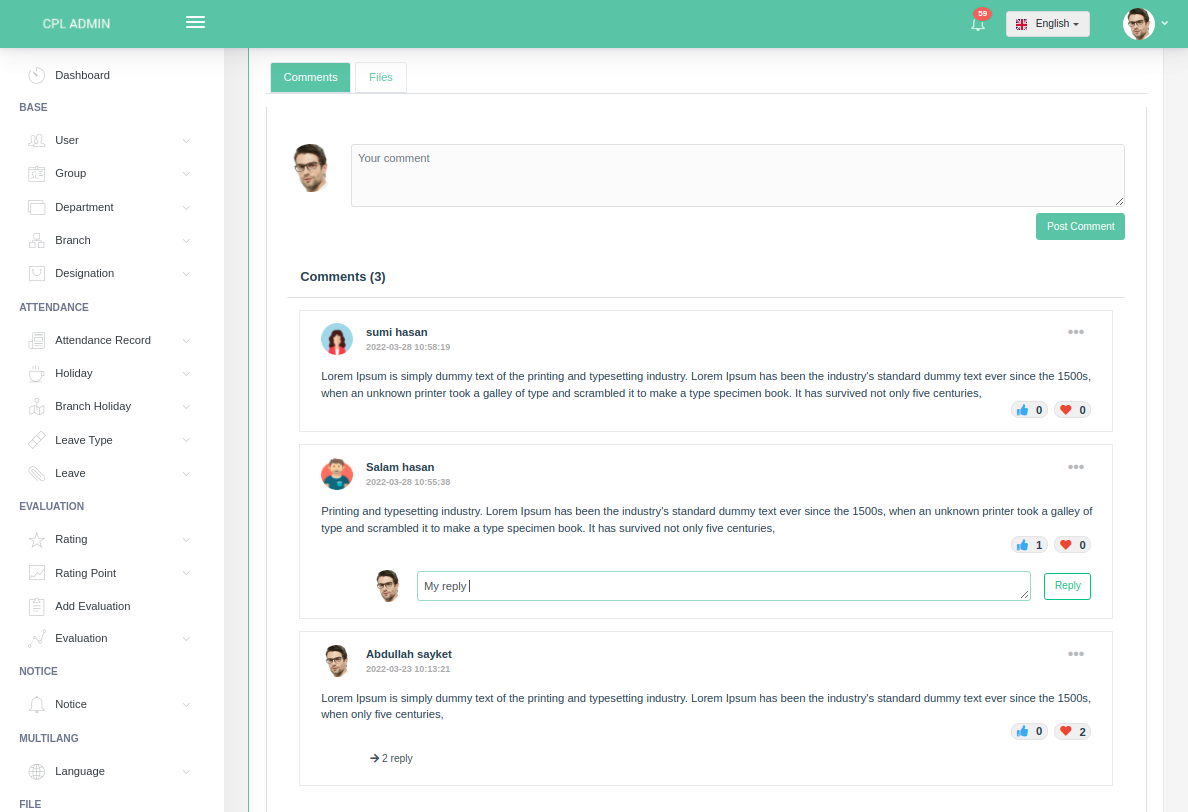 CPL ADMIN
59
English
Dashboard
BASE
User
Group
Department
Branch
Designation
ATTENDANCE
Attendance Record
Holiday
Branch Holiday
Leave Type
Leave
EVALUATION
Rating
Rating Point
Add Evaluation
Evaluation
NOTICE
Notice
MULTILANG
Language
FILE
Comments
Files
Your comment
Post Comment
Comments (3)
sumi hasan
2022-03-28 10:58:19
Lorem Ipsum is simply dummy text of the printing and typesetting industry. Lorem Ipsum has been the industry's standard dummy text ever since the 1500s,
when an unknown printer took a galley of type and scrambled it to make a type specimen book. It has survived not only five centuries,
0 0
Salam hasan
2022-03-28 10:55:38
Printing and typesetting industry. Lorem Ipsum has been the industry's standard dummy text ever since the 1500s, when an unknown printer took a galley of
type and scrambled it to make a type specimen book. It has survived not only five centuries,
1 0
My reply
Reply
Abdullah sayket
2022-03-23 10:13:21
Lorem Ipsum is simply dummy text of the printing and typesetting industry. Lorem Ipsum has been the industry's standard dummy text ever since the 1500s,
when only five centuries,
0 2
2 reply